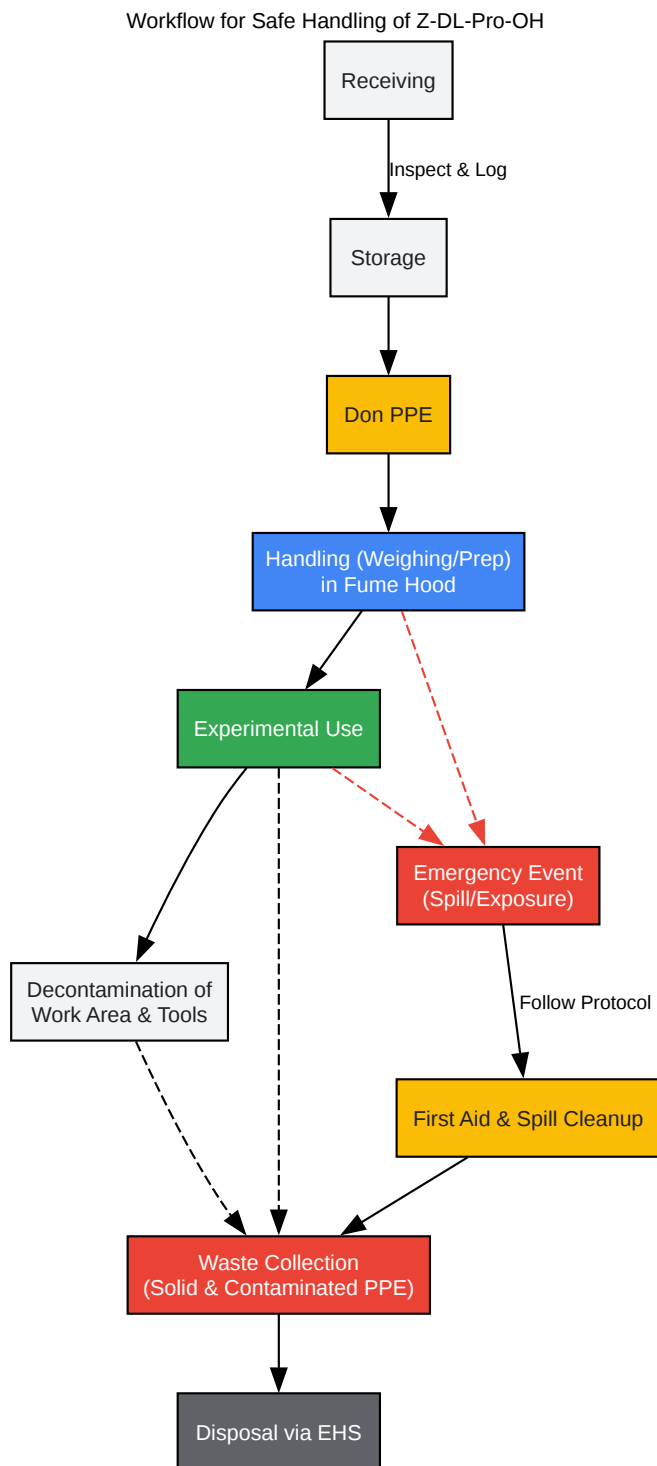 Workflow for Safe Handling of Z-DL-Pro-OH
Receiving
Inspect & Log
Storage
Don PPE
Handling (Weighing/Prep)
in Fume Hood
Experimental Use
Emergency Event
(Spill/Exposure)
Decontamination of
Work Area & Tools
Follow Protocol
First Aid & Spill Cleanup
Waste Collection
(Solid & Contaminated PPE)
Disposal via EHS